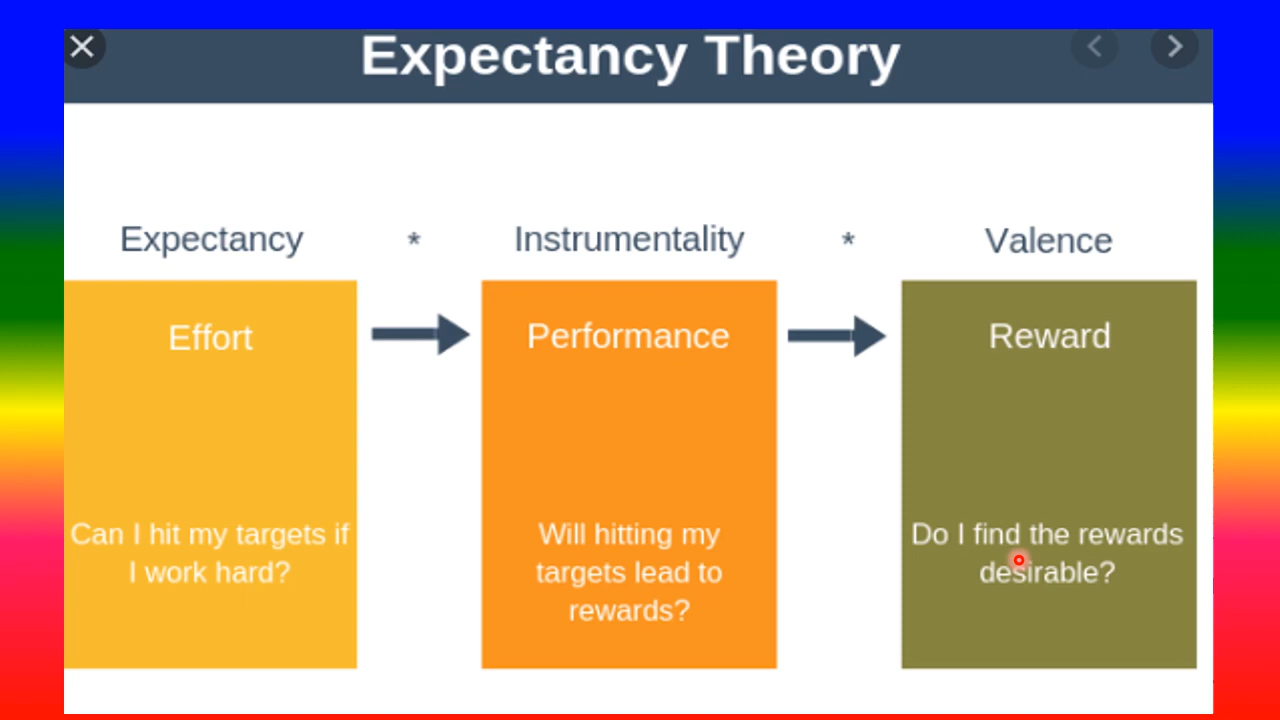 Expectancy Theory
Expectancy * Instrumentality * Valence
Effort
Performance
Reward
Can I hit my targets if
I work hard?
Will hitting my
targets lead to
rewards?
Do I find the rewards
desirable?